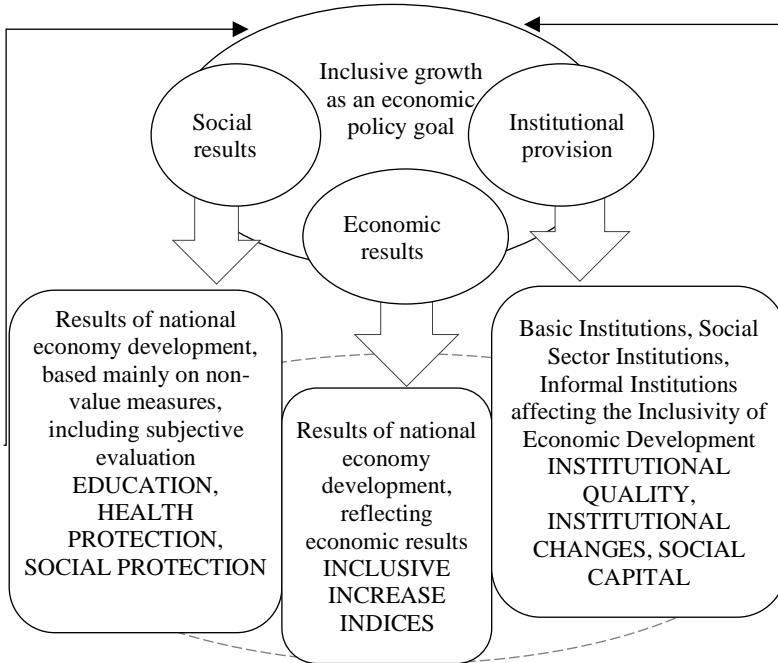 Inclusive growth
as an economic
policy goal
Social
results
Institutional
provision
Economic
results
Results of national
economy development,
based mainly on non-
value measures,
including subjective
evaluation
EDUCATION,
HEALTH
PROTECTION,
SOCIAL PROTECTION
Results of national
economy
development,
reflecting
economic results
INCLUSIVE
INCREASE
INDICES
Basic Institutions, Social
Sector Institutions,
Informal Institutions
affecting the Inclusivity of
Economic Development
INSTITUTIONAL
QUALITY,
INSTITUTIONAL
CHANGES, SOCIAL
CAPITAL